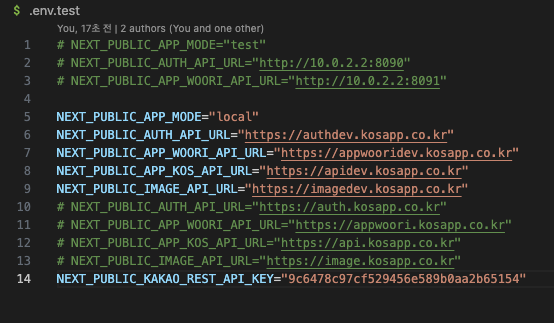 $ .env.test
You, 17초 전 | 2 authors (You and one other)
1 # NEXT_PUBLIC_APP_MODE="test"
2 # NEXT_PUBLIC_AUTH_API_URL="http://10.0.2.2:8090"
3 # NEXT_PUBLIC_APP_WOORI_API_URL="http://10.0.2.2:8091"
4
5 NEXT_PUBLIC_APP_MODE="local"
6 NEXT_PUBLIC_AUTH_API_URL="https://authdev.kosapp.co.kr"
7 NEXT_PUBLIC_APP_WOORI_API_URL="https://appwooridev.kosapp.co.kr"
8 NEXT_PUBLIC_APP_KOS_API_URL="https://apidev.kosapp.co.kr"
9 NEXT_PUBLIC_IMAGE_API_URL="https://imagedev.kosapp.co.kr"
10 # NEXT_PUBLIC_AUTH_API_URL="https://auth.kosapp.co.kr"
11 # NEXT_PUBLIC_APP_WOORI_API_URL="https://appwoori.kosapp.co.kr"
12 # NEXT_PUBLIC_APP_KOS_API_URL="https://api.kosapp.co.kr"
13 # NEXT_PUBLIC_IMAGE_API_URL="https://image.kosapp.co.kr"
14 NEXT_PUBLIC_KAKAO_REST_API_KEY="9c6478c97cf529456e589b0aa2b65154"